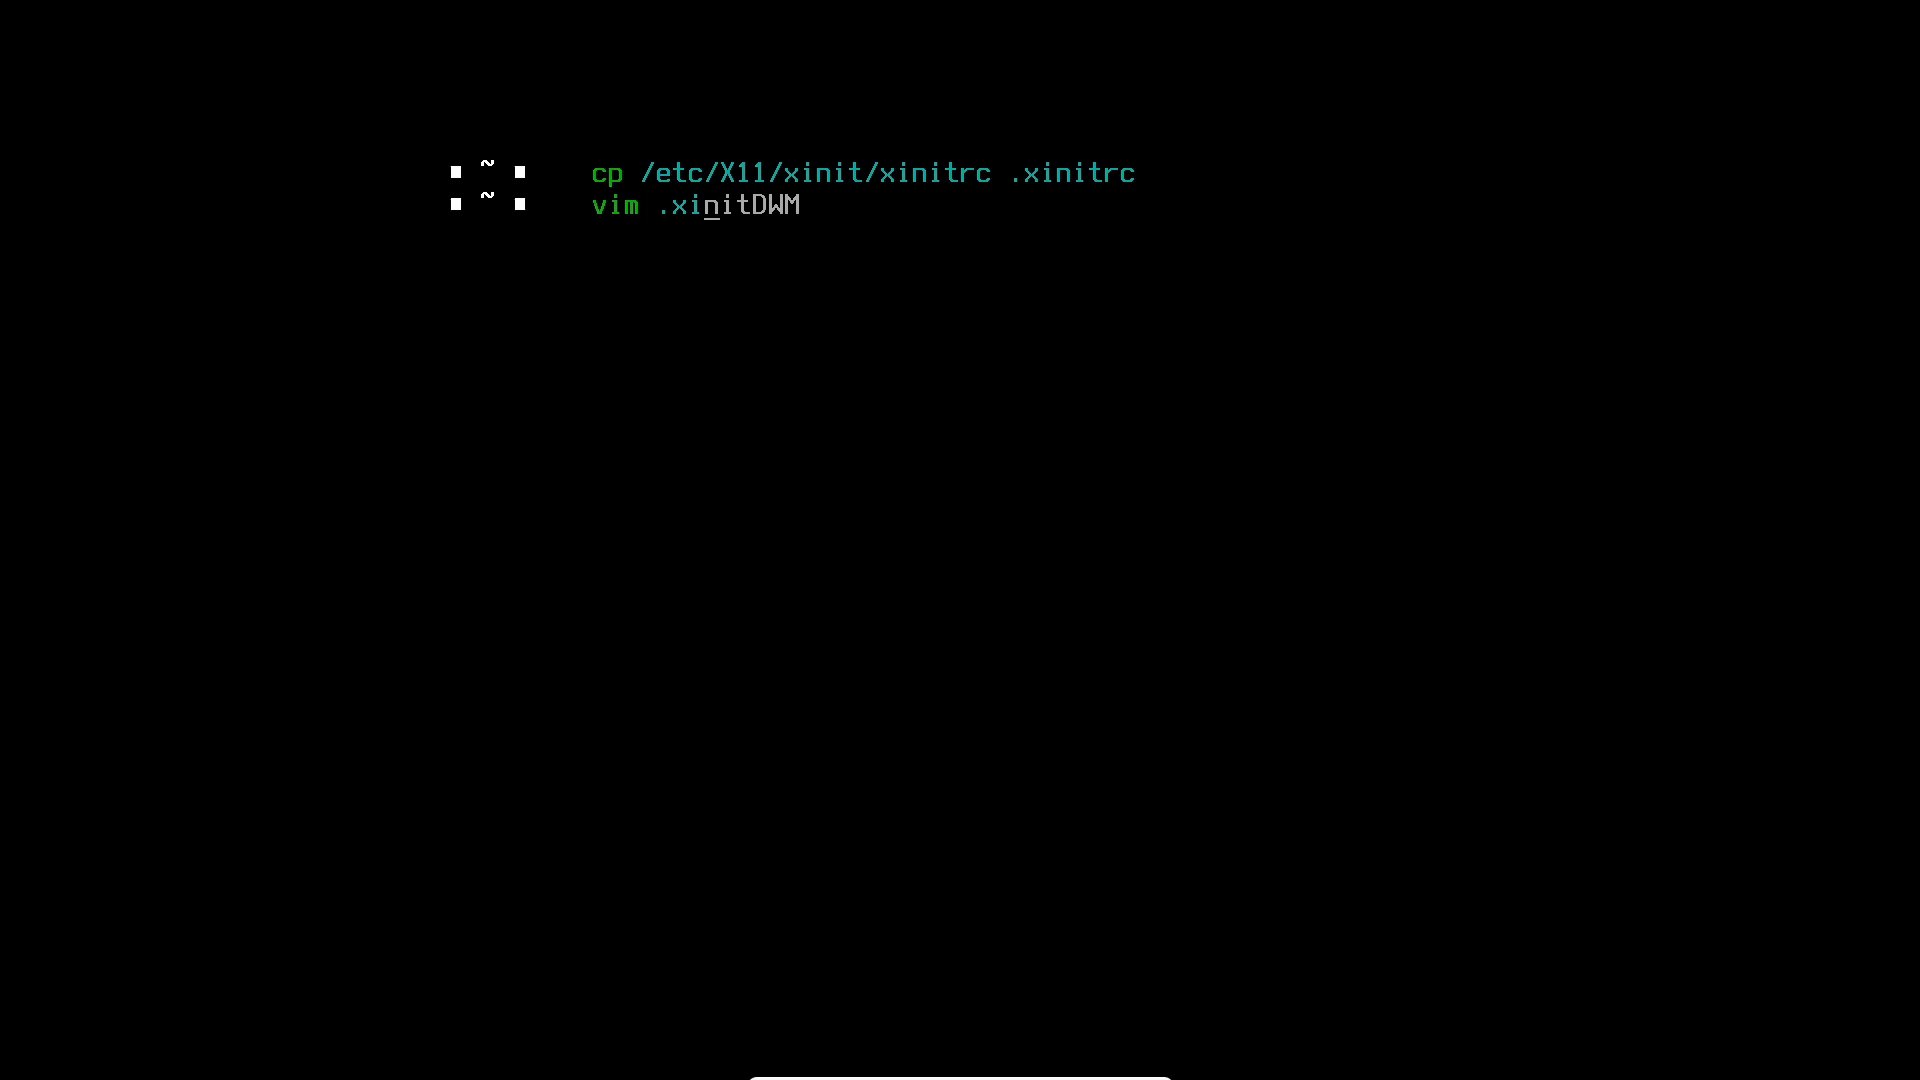 ▪ ~ ▪ cp /etc/X11/xinit/xinitrc .xinitrc
▪ ~ ▪ vim .xinitDWM